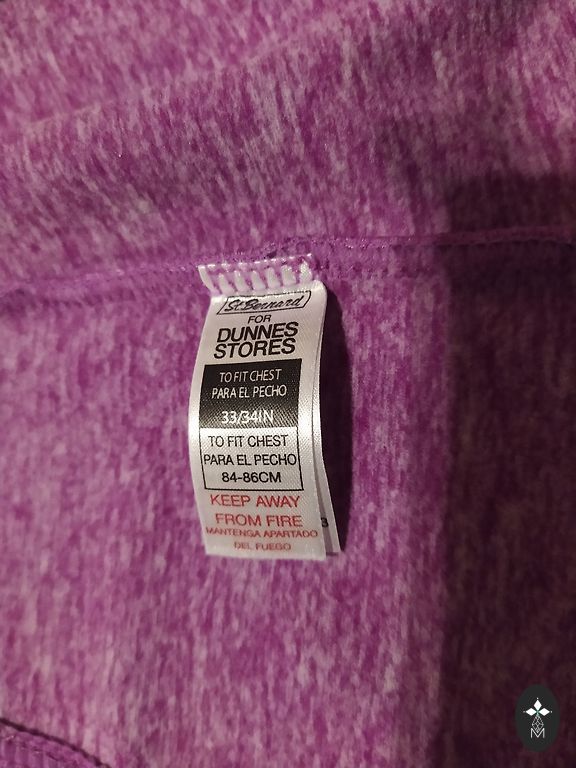 St. Bernard
FOR
DUNNES
STORES
TO FIT CHEST
PARA EL PECHO
33/34IN
TO FIT CHEST
PARA EL PECHO
84-86CM
KEEP AWAY
FROM FIRE
MANTENGA APARTADO
DEL FUEGO
3
M